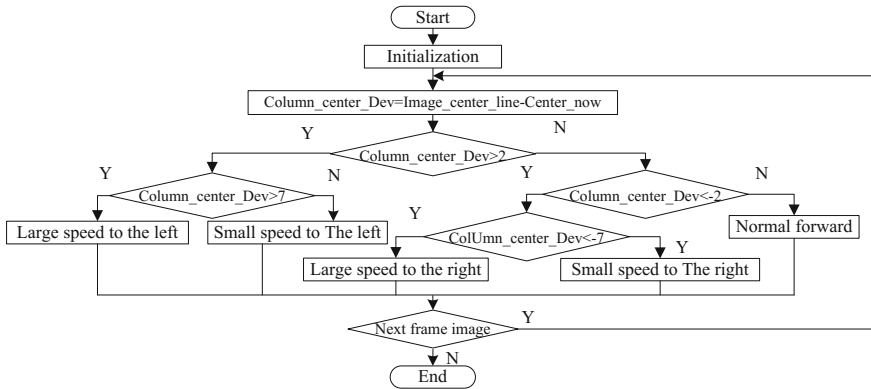 Start
Initialization
Column_center_Dev=Image_center_line-Center_now
Y
N
Column_center_Dev>2
Y
N
Y
N
Column_center_Dev>7
Column_center_Dev<-2
Y
Large speed to the left
Small speed to The left
ColUmn_center_Dev<-7
Normal forward
Y
Large speed to the right
Small speed to The right
Next frame image
Y
N
End